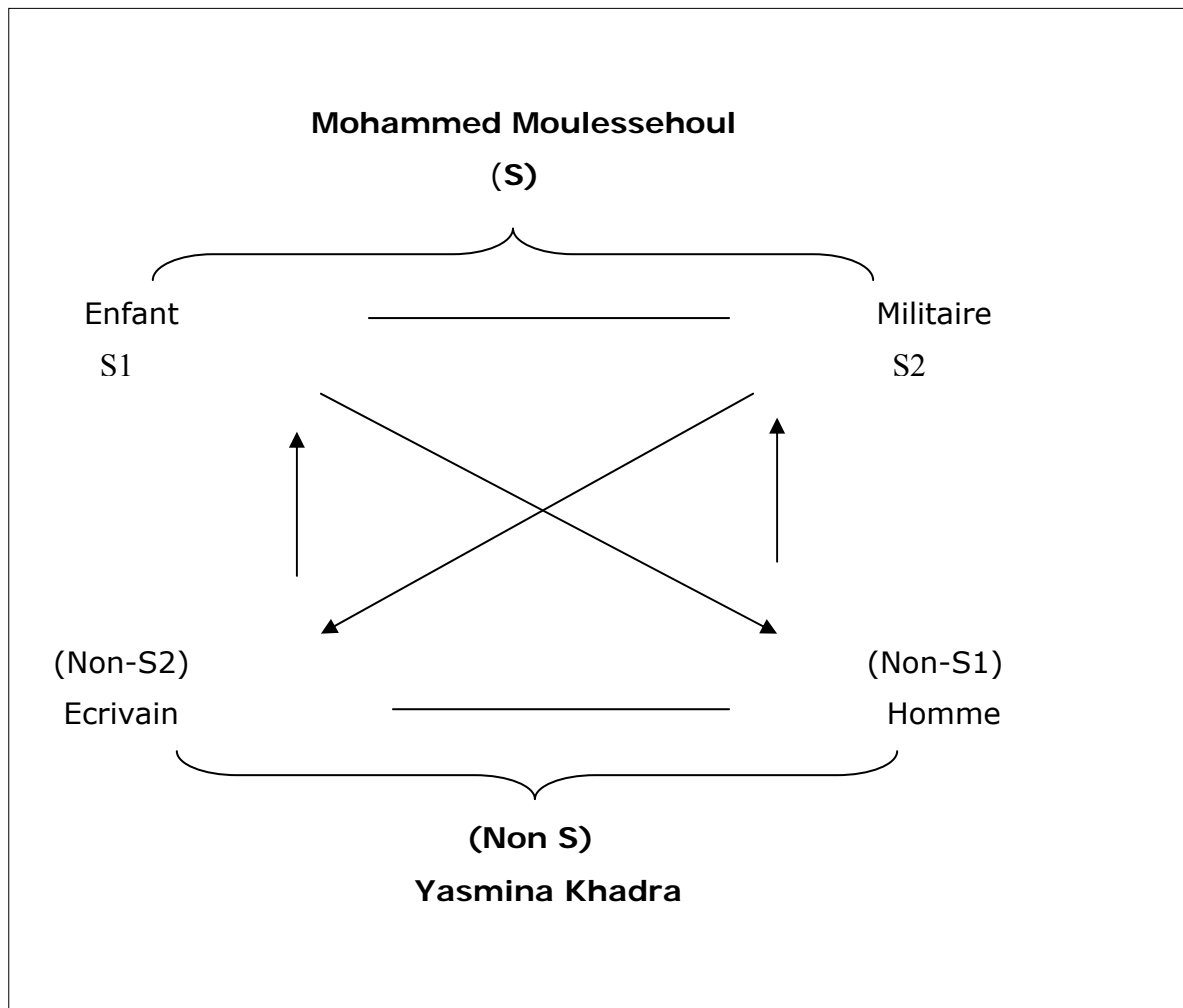 Mohammed Moulessehoul
(S)
Enfant Militaire
S1 S2
(Non-S2) (Non-S1)
Ecrivain Homme
(Non S)
Yasmina Khadra